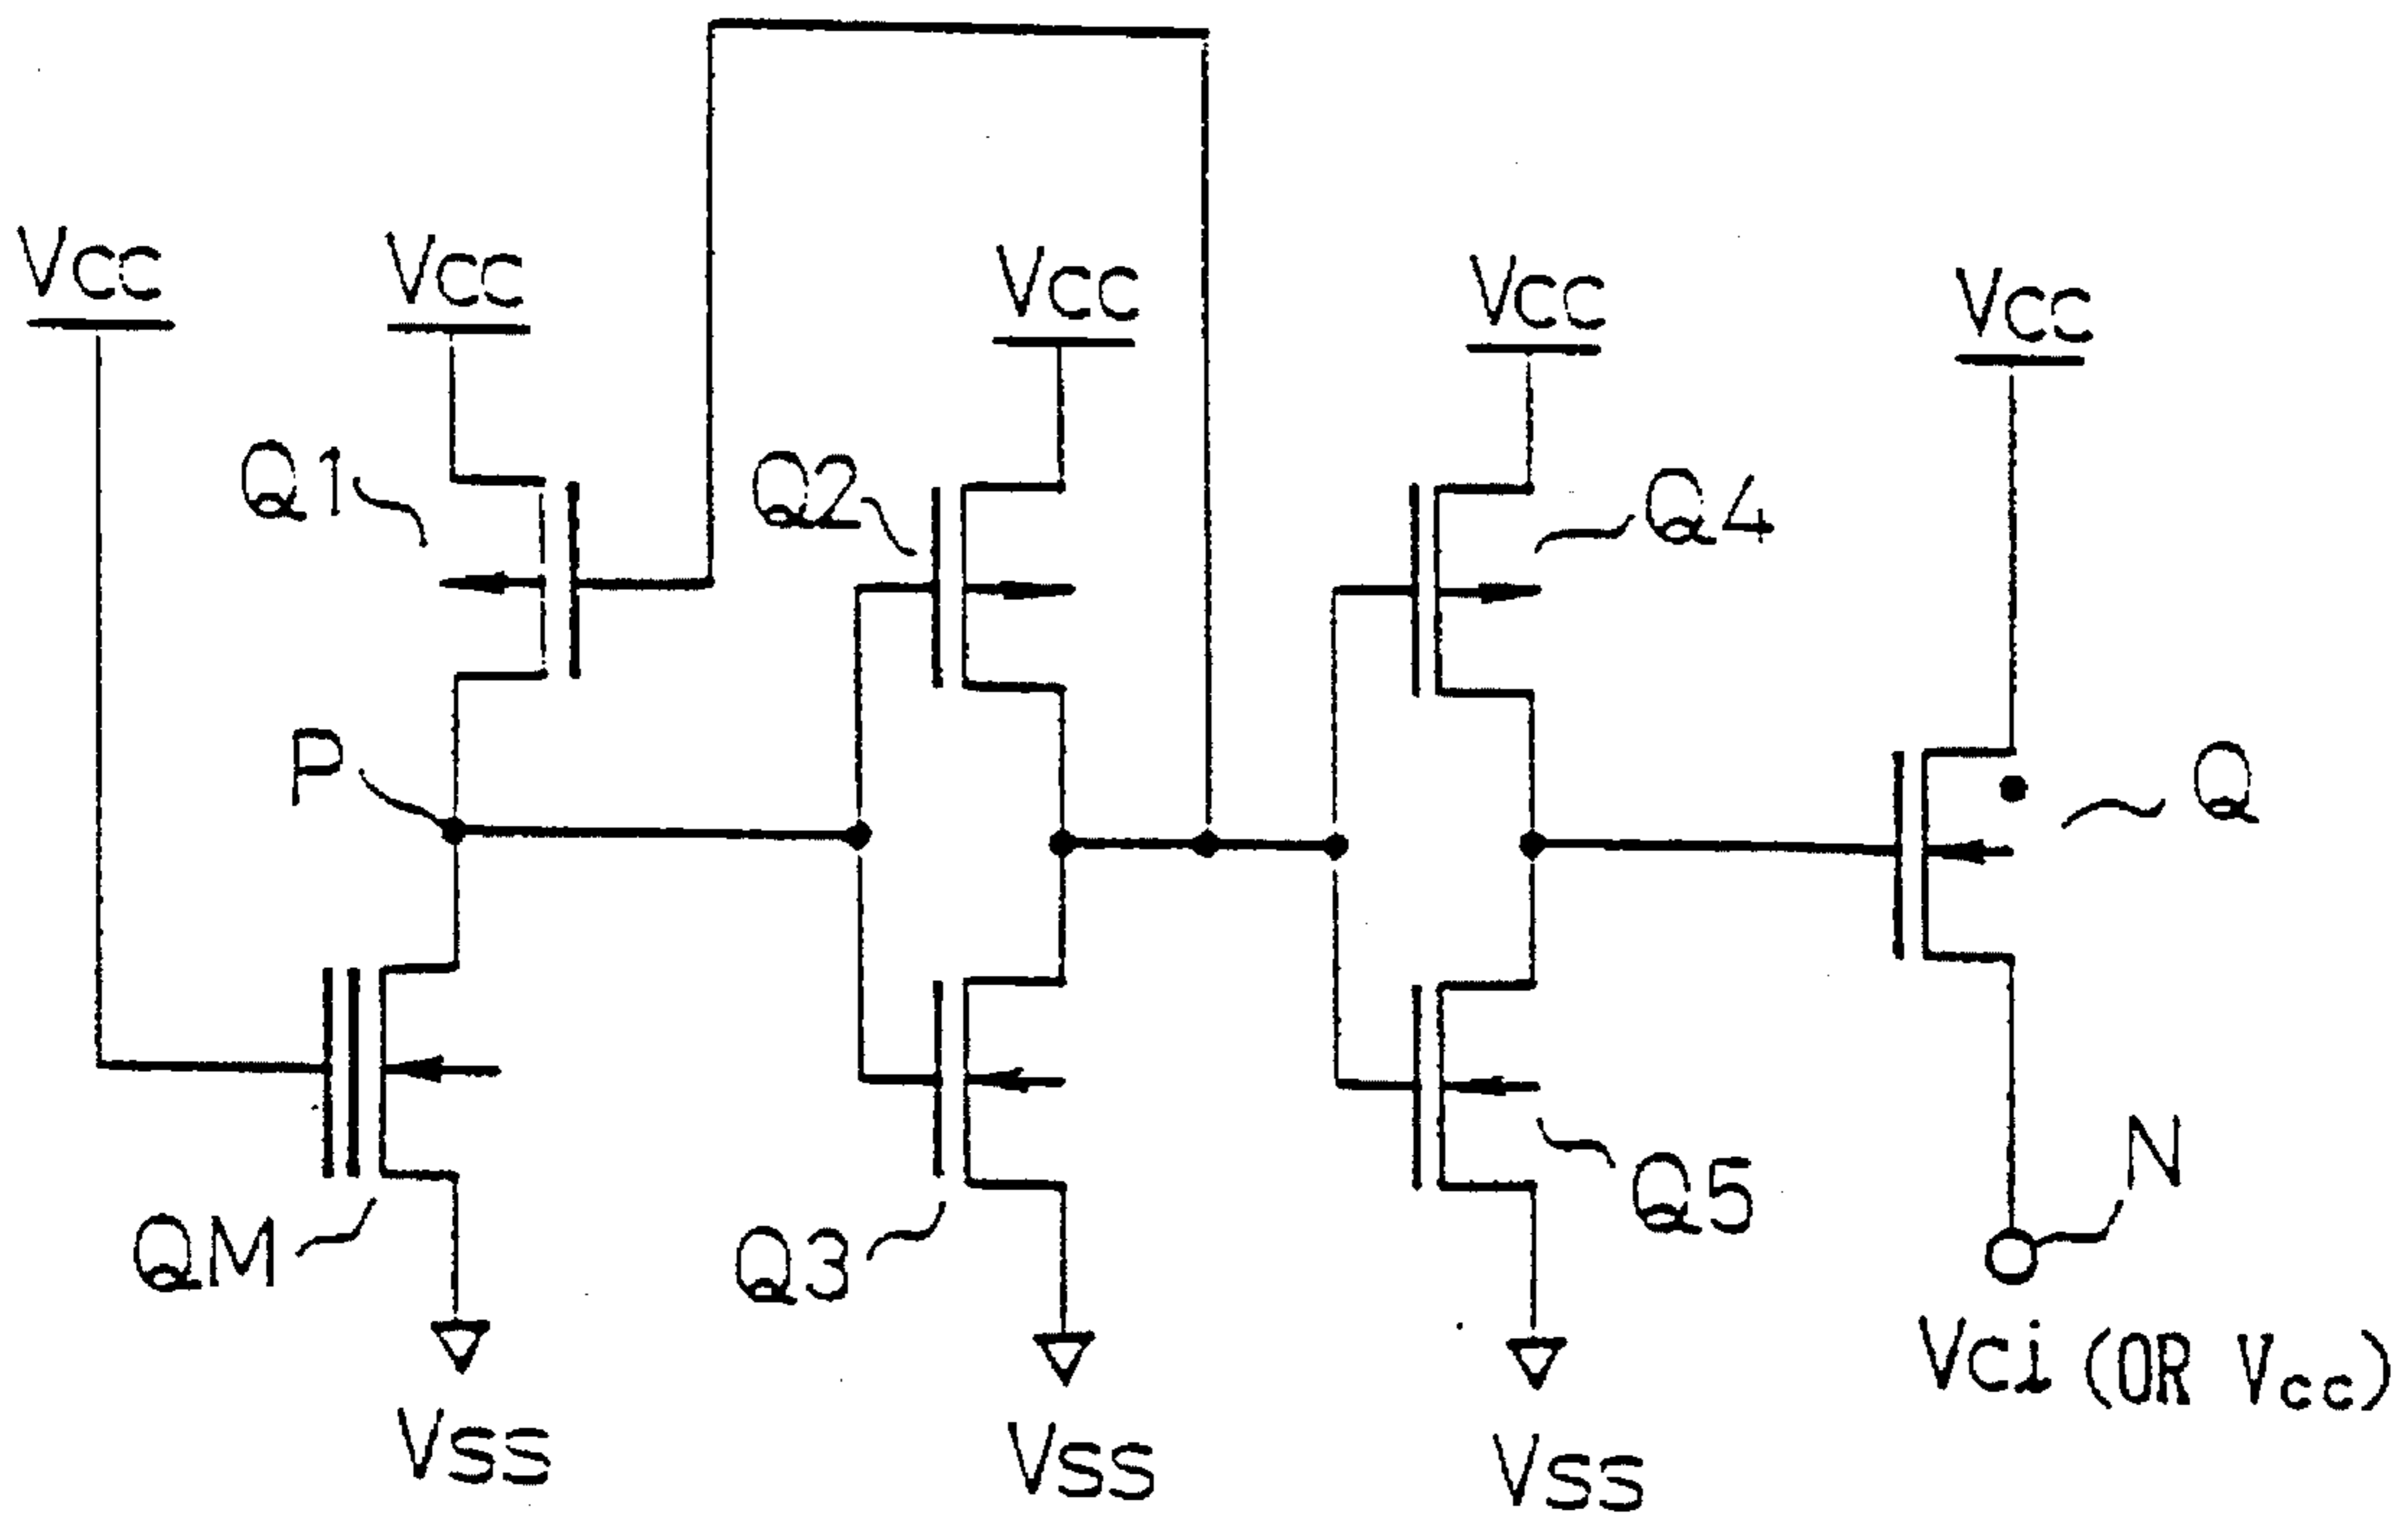 Vcc
Vcc
Vcc
Vcc
Vcc
Q1
Q2
Q4
P
Q
QM
Q3
Q5
N
Vci (OR Vcc)
Vss
Vss
Vss